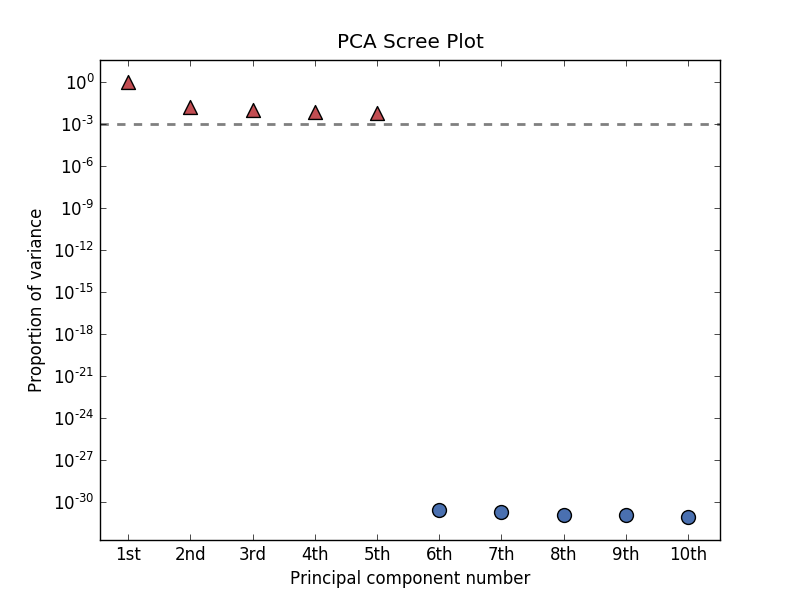 PCA Scree Plot
Proportion of variance
10^0
10^-3
10^-6
10^-9
10^-12
10^-15
10^-18
10^-21
10^-24
10^-27
10^-30
1st 2nd 3rd 4th 5th 6th 7th 8th 9th 10th
Principal component number